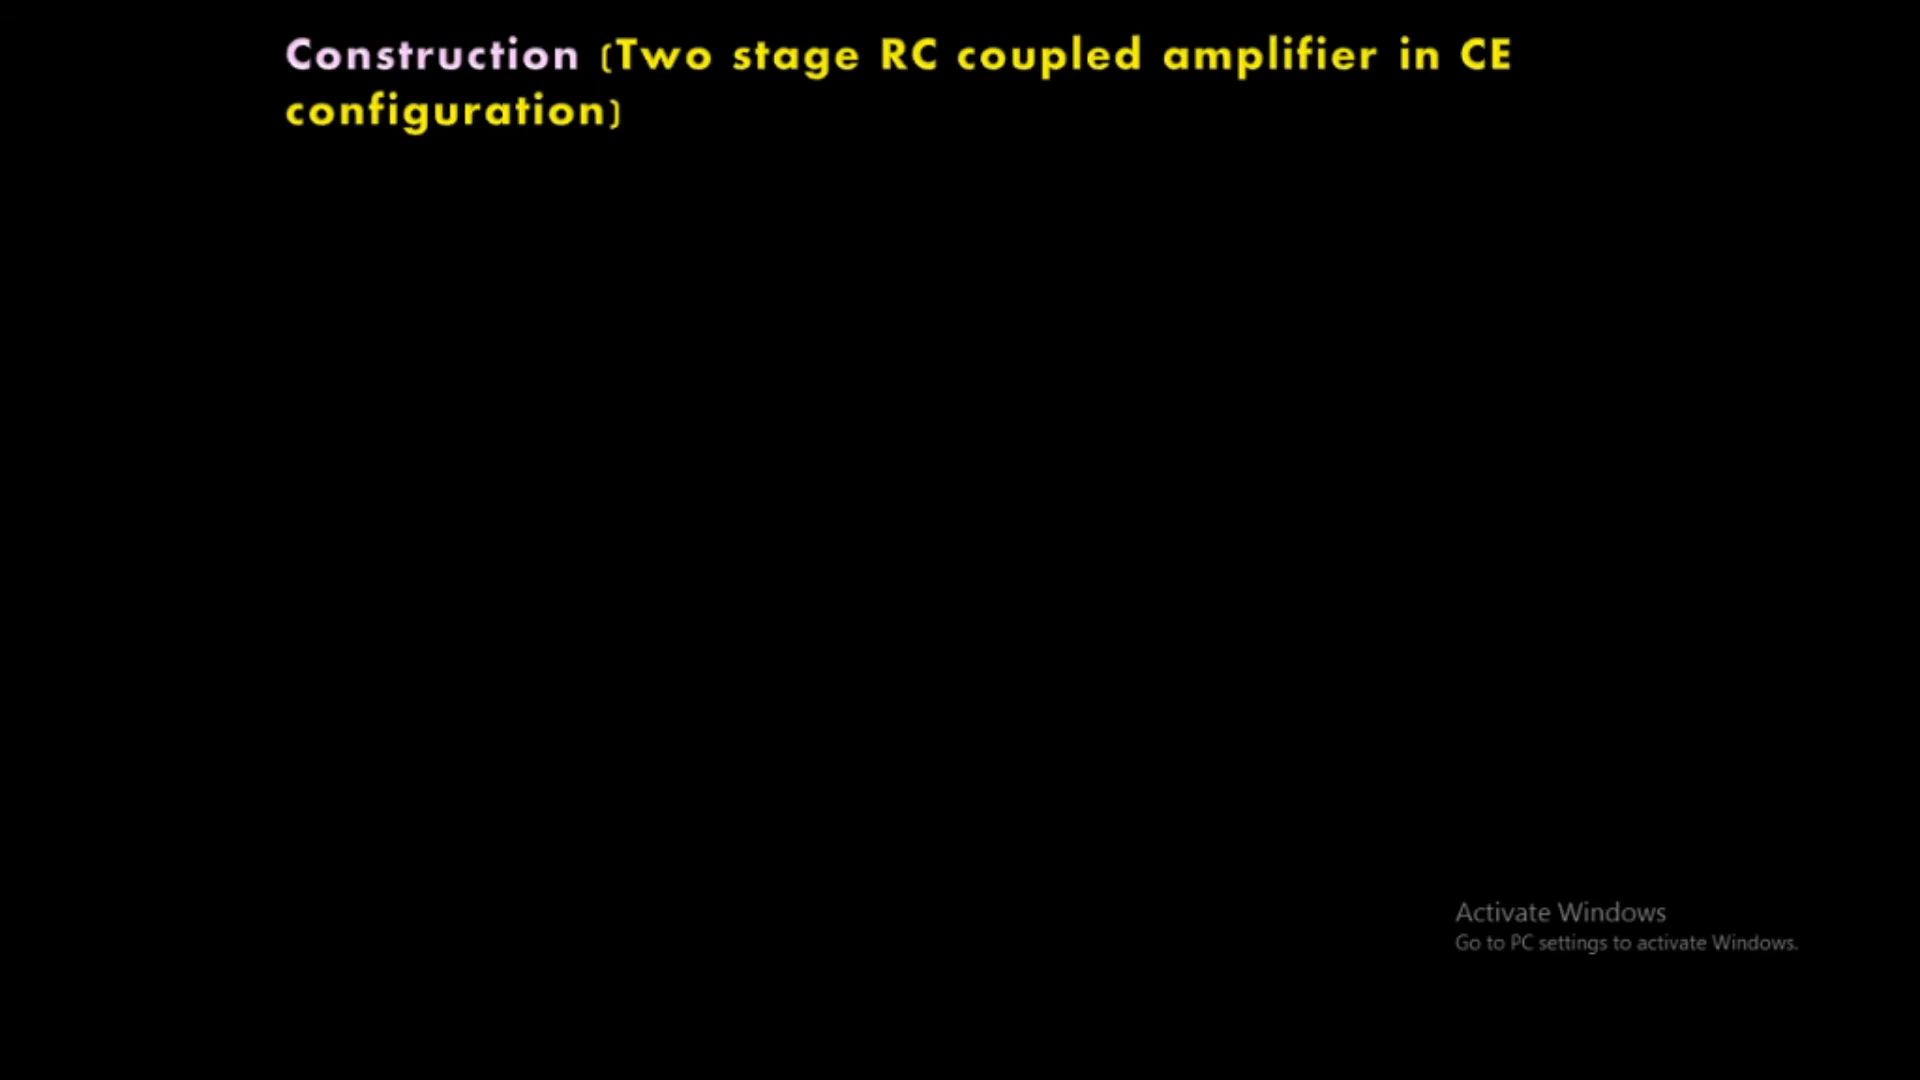 Construction (Two stage RC coupled amplifier in CE
configuration)
Activate Windows
Go to PC settings to activate Windows.